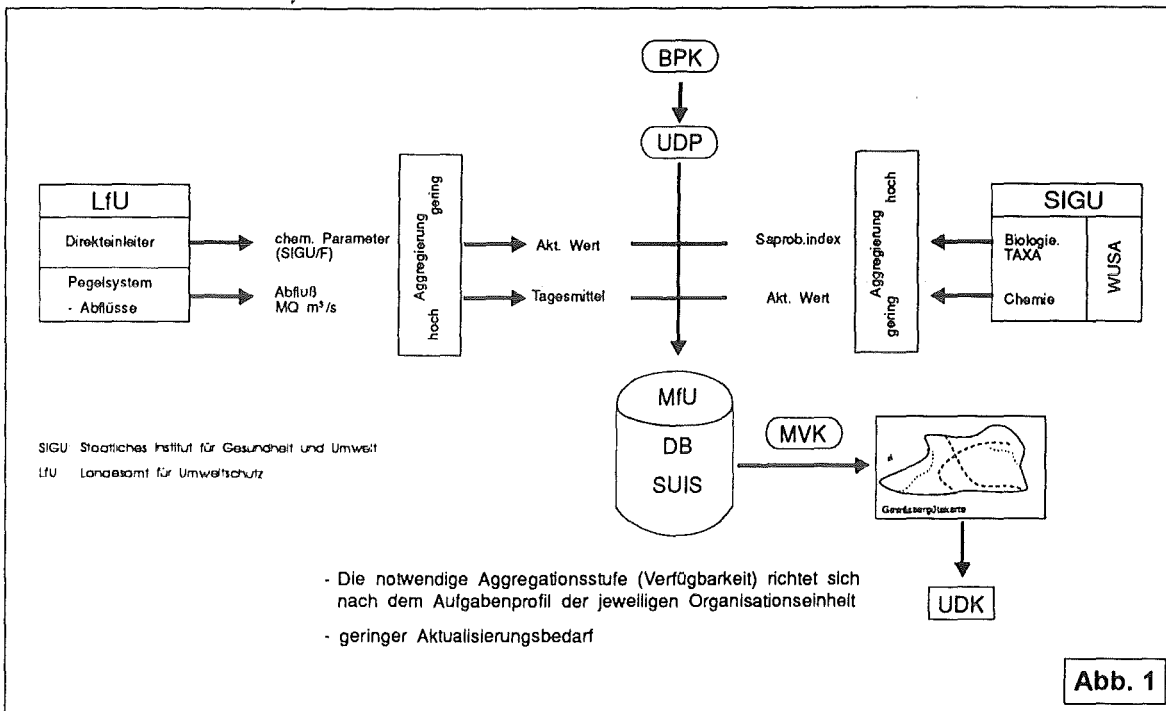 BPK
UDP
LfU
Direkteinleiter
Pegelsystem
- Abflüsse
chem. Parameter
(SIGU/F)
Abfluß
MQ m³/s
hoch Aggregierung gering
Akt. Wert
Tagesmittel
Saprob.index
Akt. Wert
gering Aggregierung hoch
SIGU
Biologie.
TAXA
Chemie
WUSA
MfU
DB
SUIS
MVK
Gewässergütekarte
UDK
SIGU Staatliches Institut für Gesundheit und Umwelt
LfU Landesamt für Umweltschutz
- Die notwendige Aggregationsstufe (Verfügbarkeit) richtet sich
nach dem Aufgabenprofil der jeweiligen Organisationseinheit
- geringer Aktualisierungsbedarf
Abb. 1